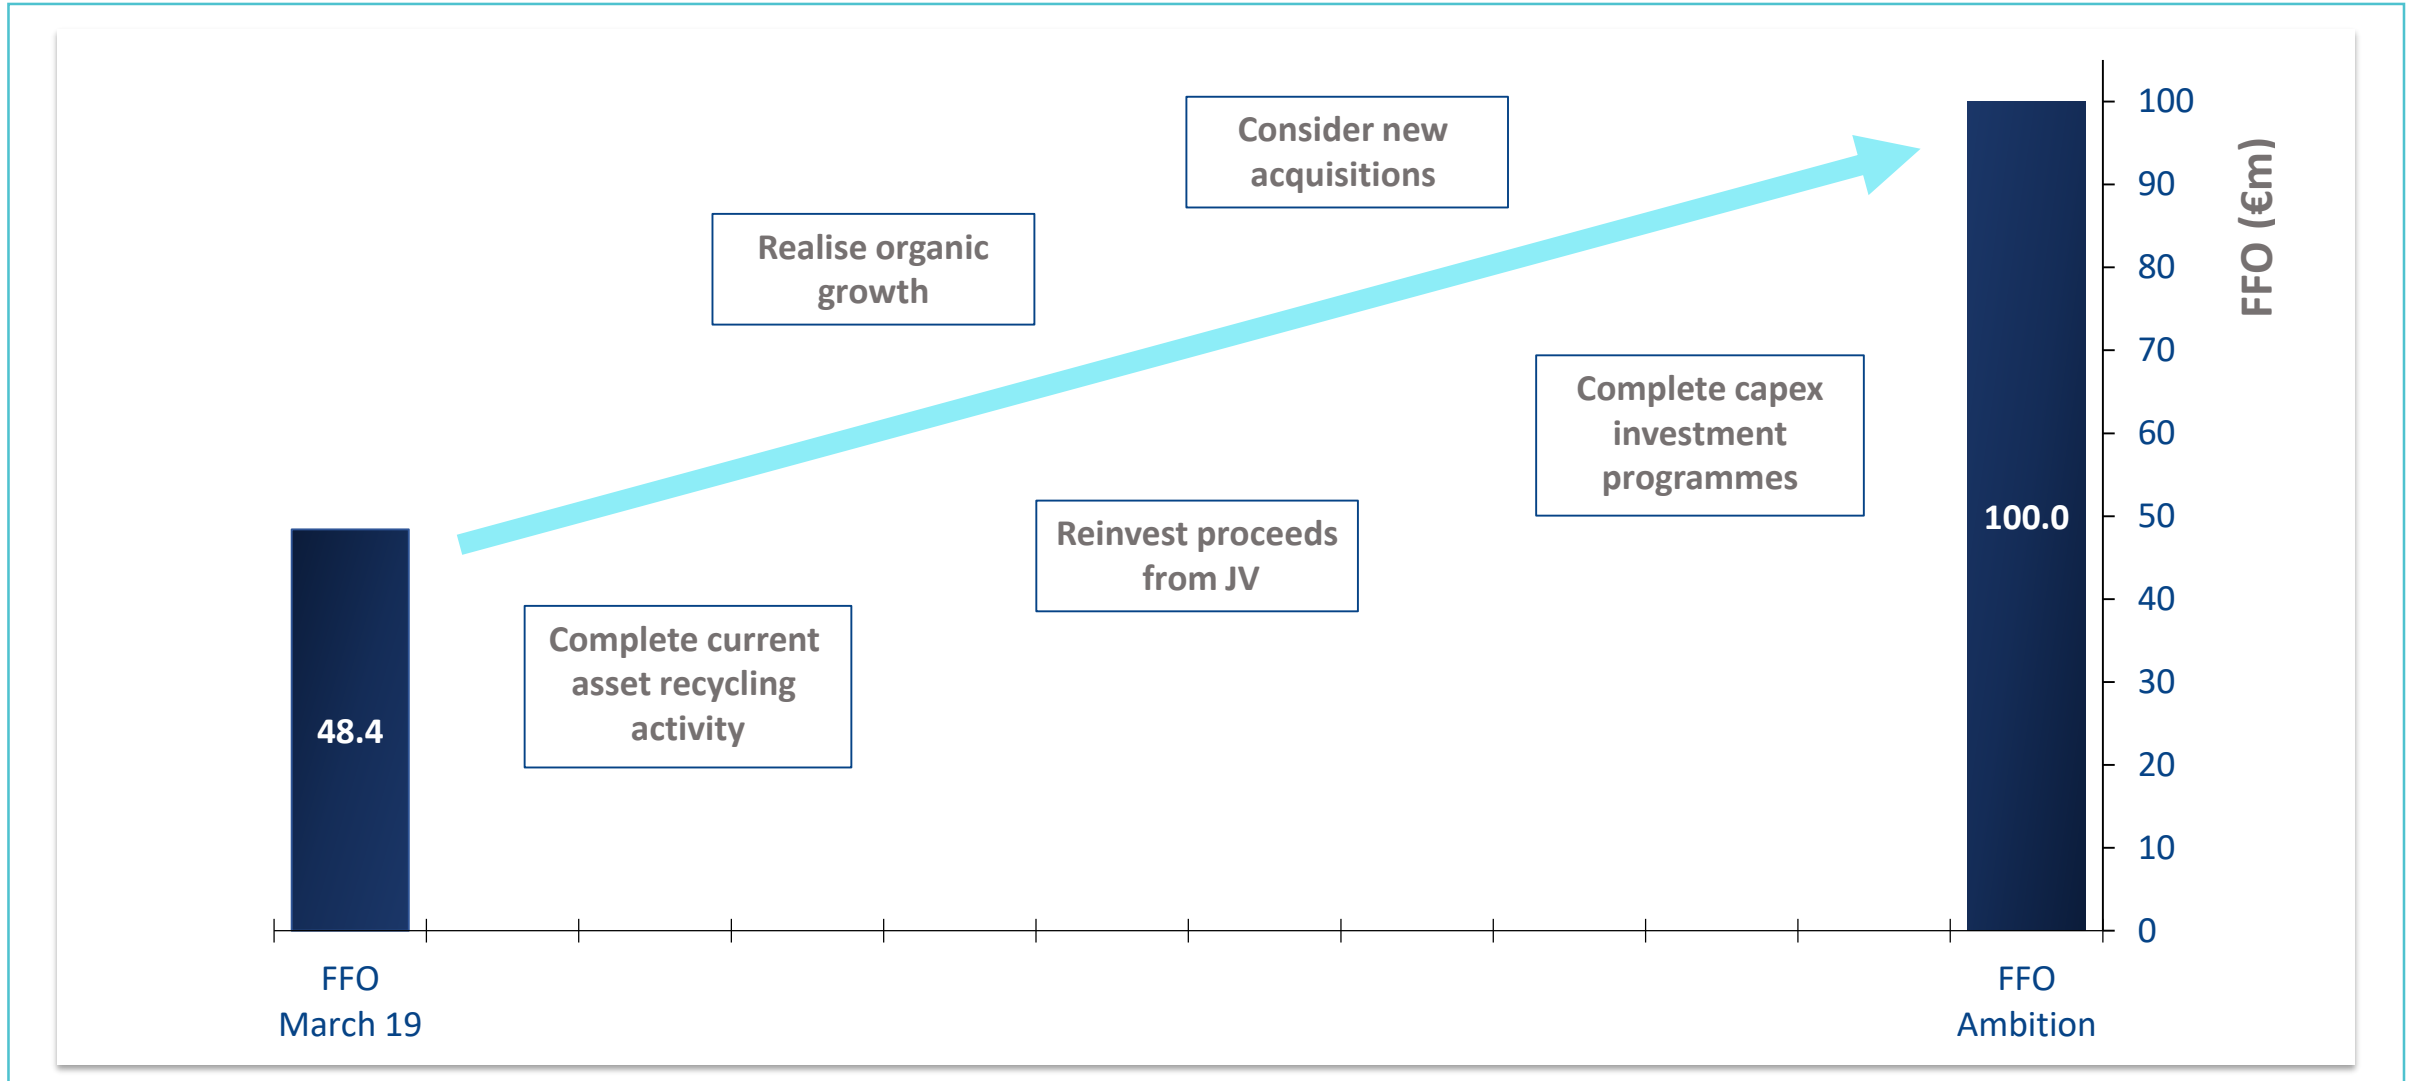 Consider new
acquisitions
Realise organic
growth
Complete capex
investment
programmes
Reinvest proceeds
from JV
Complete current
asset recycling
activity
48.4
100.0
100
90
80
70
60
50
40
30
20
10
0
FFO (€m)
FFO
March 19
FFO
Ambition